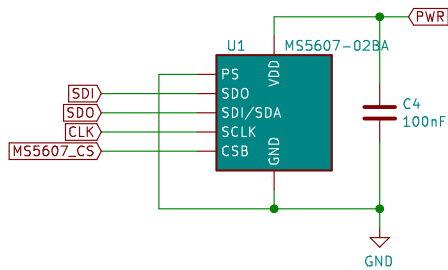 PWR
U1 MS5607-02BA
VDD
PS
SDI SDO
SDO SDI/SDA
CLK SCLK
MS5607_CS CSB
GND
C4
100nF
GND